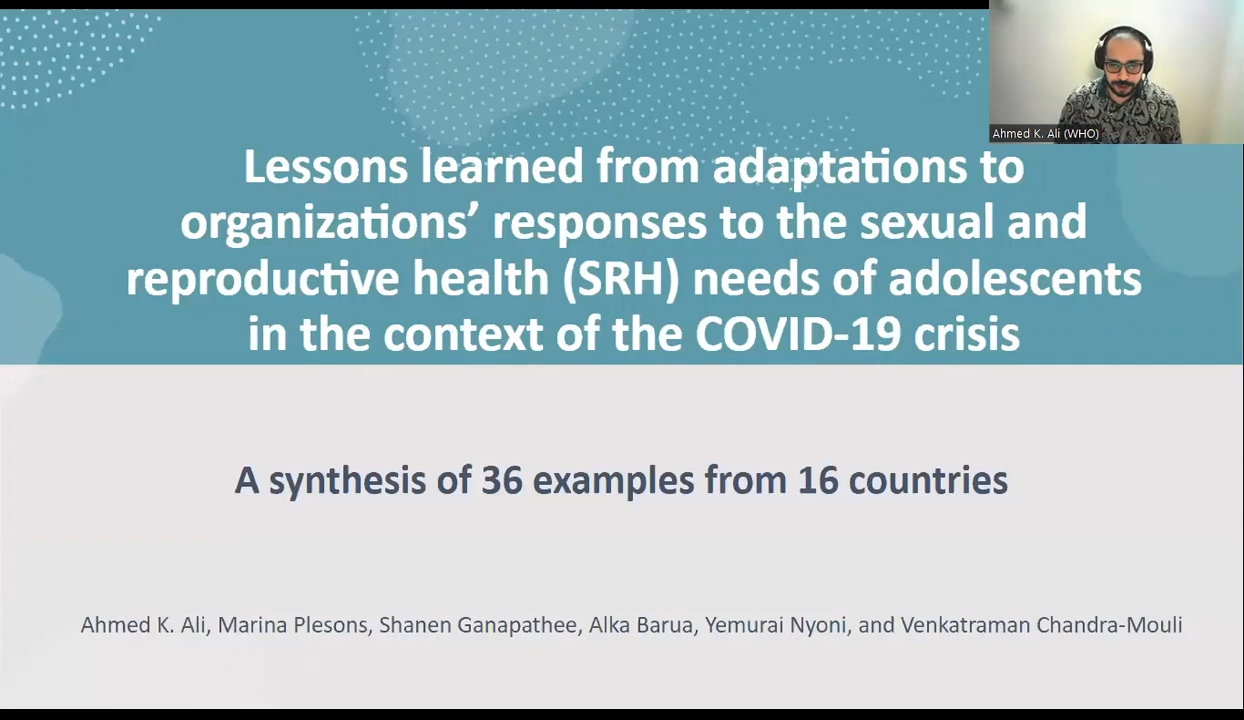 Ahmed K. Ali (WHO)
Lessons learned from adaptations to
organizations’ responses to the sexual and
reproductive health (SRH) needs of adolescents
in the context of the COVID-19 crisis
A synthesis of 36 examples from 16 countries
Ahmed K. Ali, Marina Plesons, Shanen Ganapathee, Alka Barua, Yemurai Nyoni, and Venkatraman Chandra-Mouli